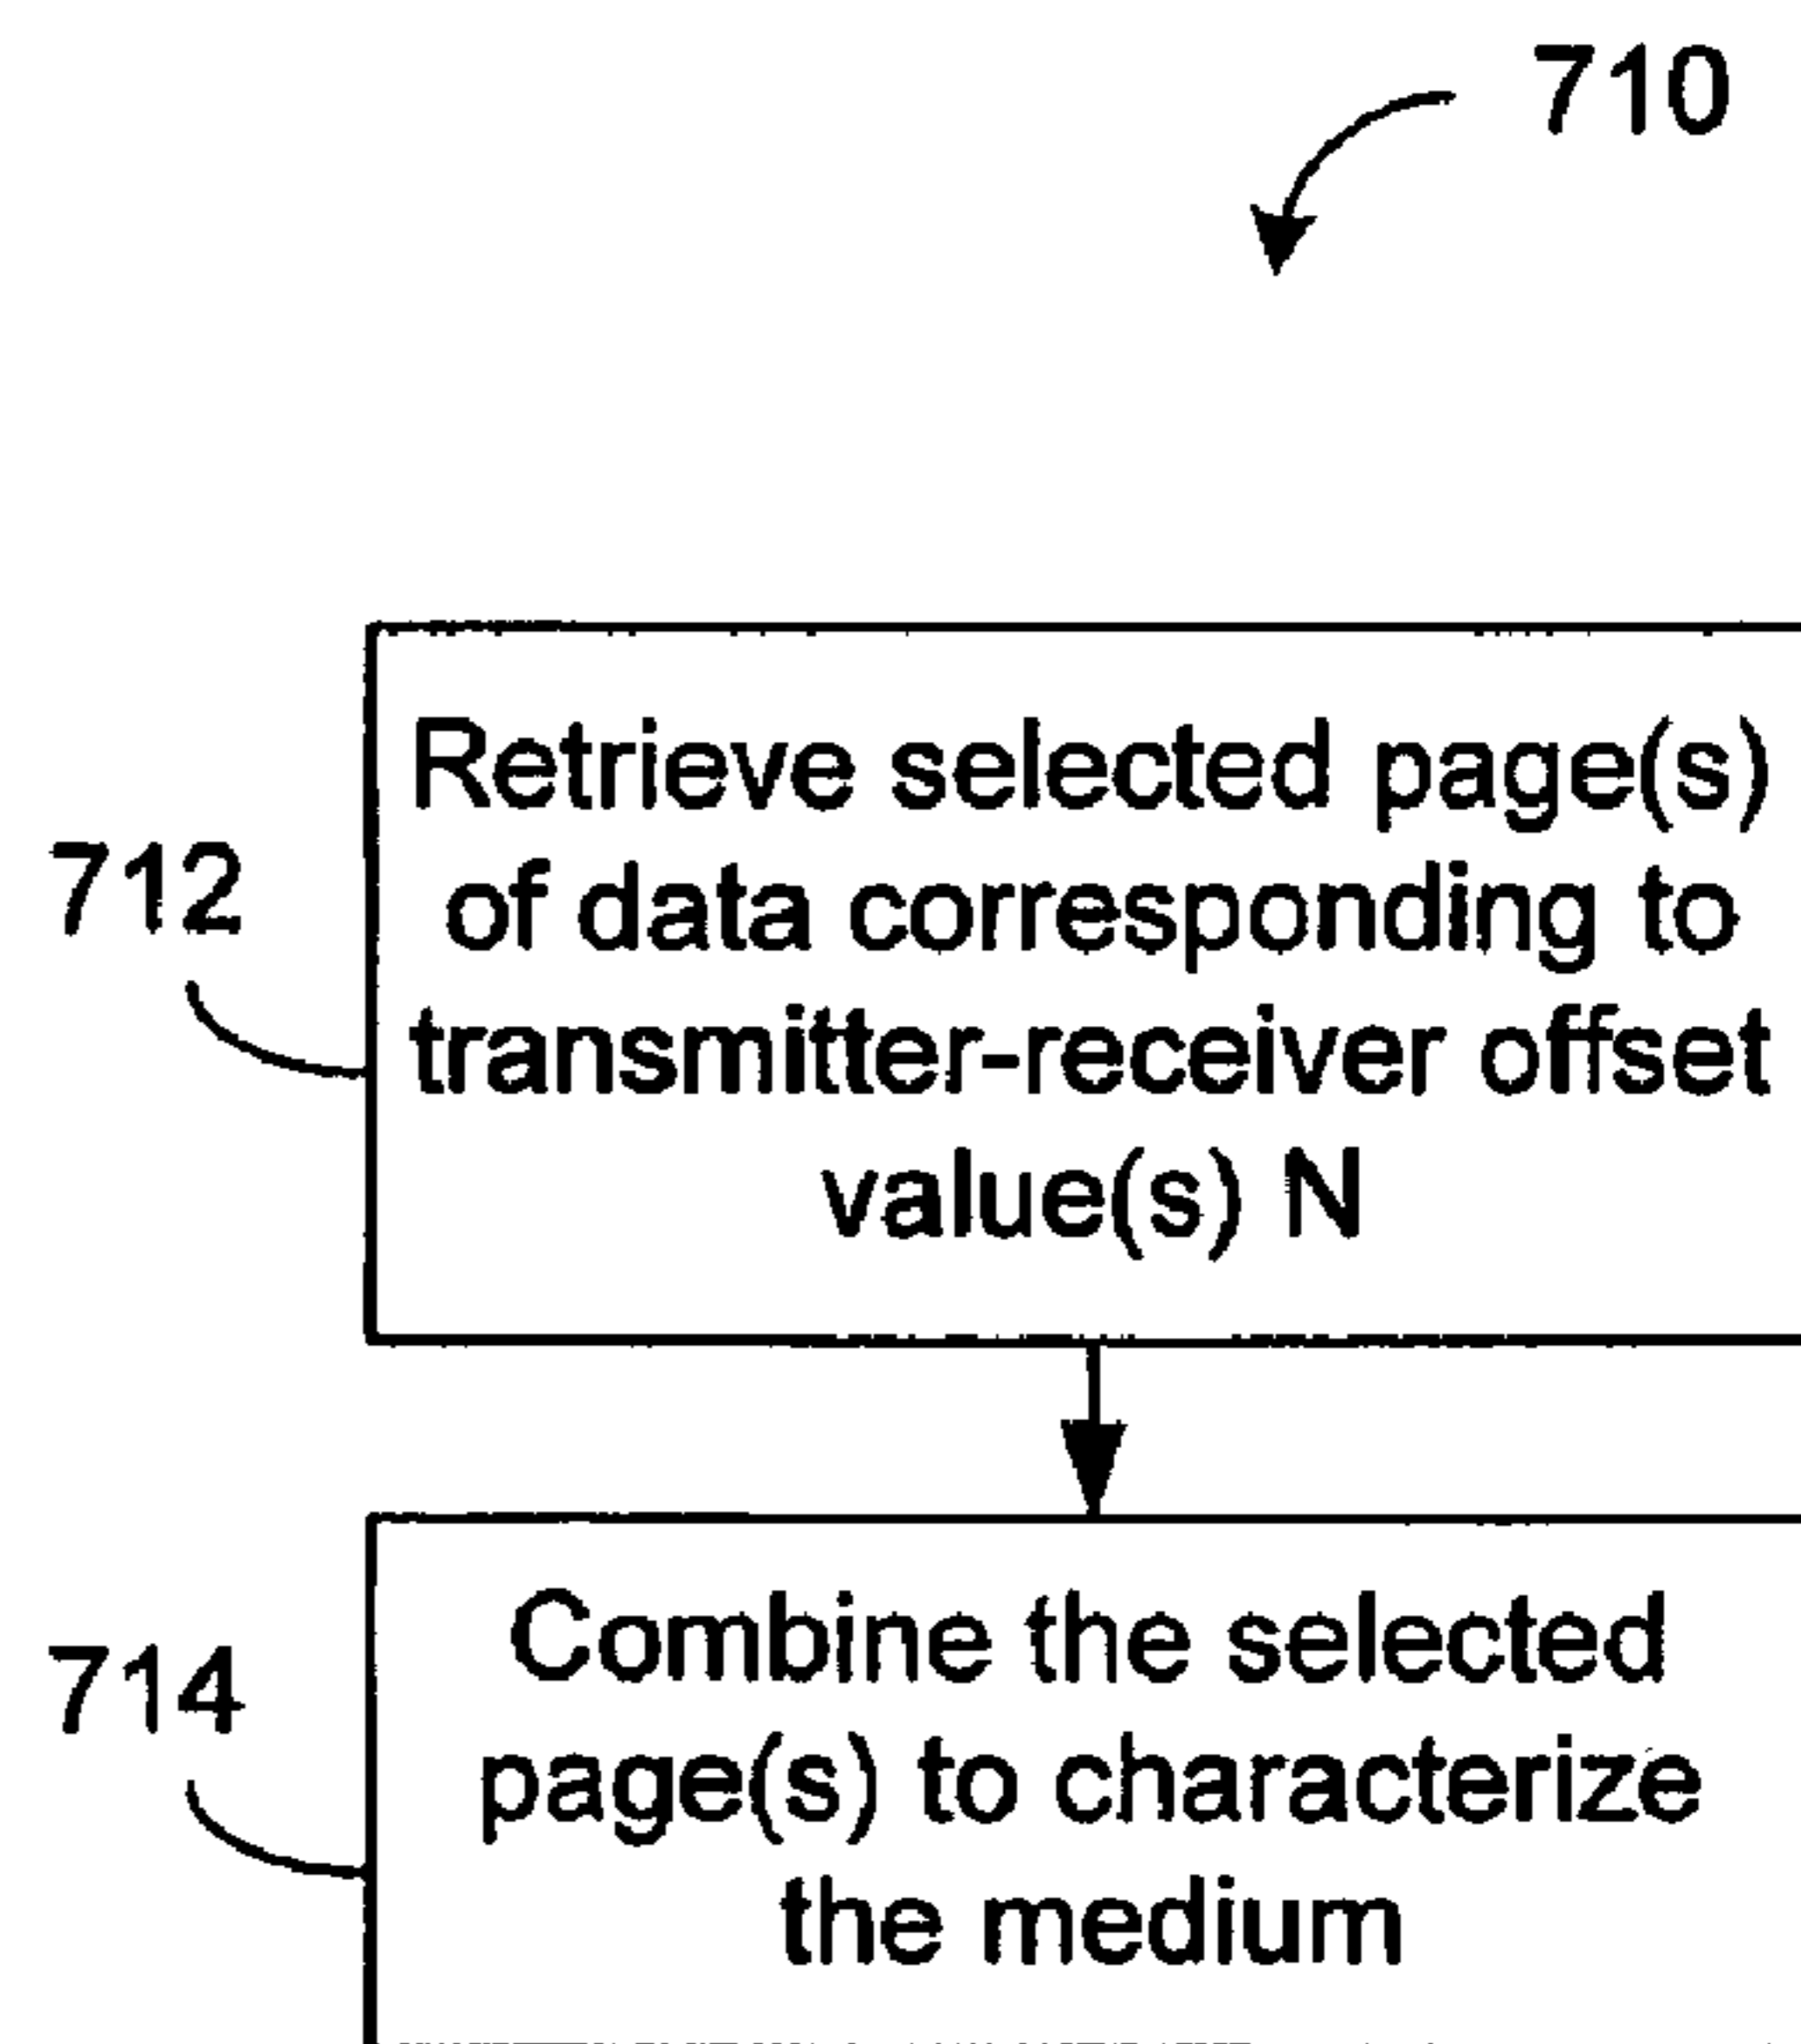 710
Retrieve selected page(s)
of data corresponding to
712
transmitter-receiver offset
value(s) N
Combine the selected
714
page(s) to characterize
the medium